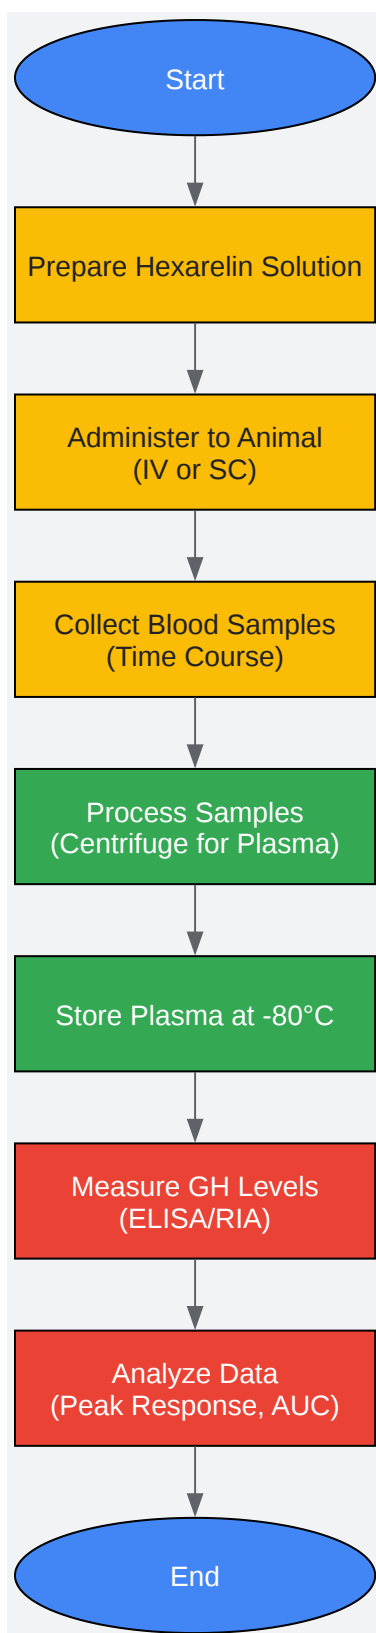 Start
Prepare Hexarelin Solution
Administer to Animal
(IV or SC)
Collect Blood Samples
(Time Course)
Process Samples
(Centrifuge for Plasma)
Store Plasma at -80°C
Measure GH Levels
(ELISA/RIA)
Analyze Data
(Peak Response, AUC)
End